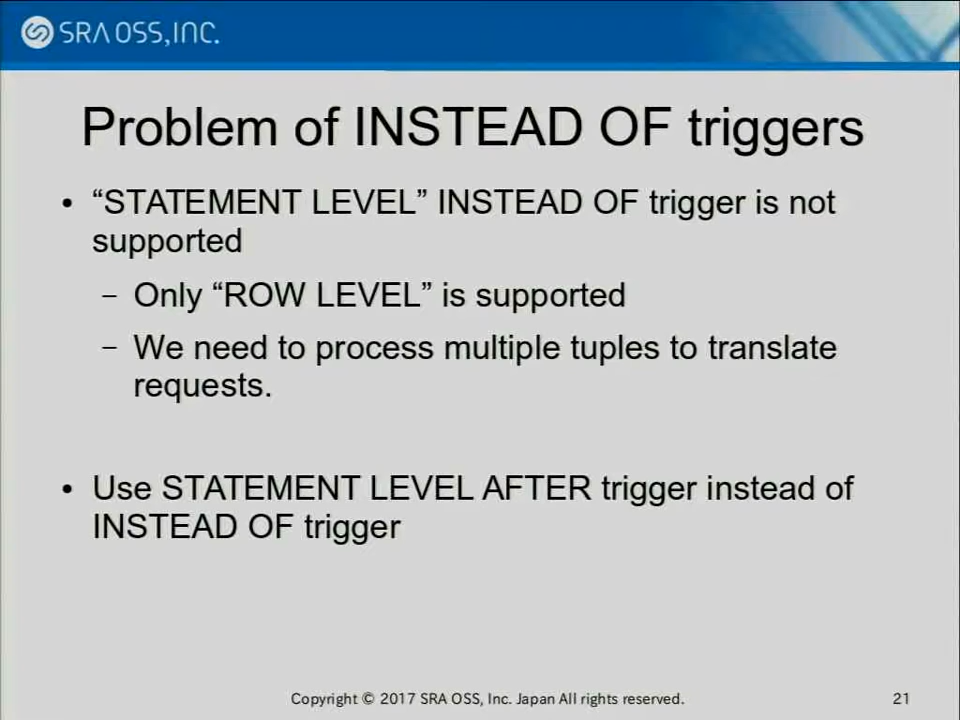 SRA OSS, INC.
Problem of INSTEAD OF triggers
• “STATEMENT LEVEL” INSTEAD OF trigger is not
supported
– Only “ROW LEVEL” is supported
– We need to process multiple tuples to translate
requests.
• Use STATEMENT LEVEL AFTER trigger instead of
INSTEAD OF trigger
Copyright © 2017 SRA OSS, Inc. Japan All rights reserved.
21